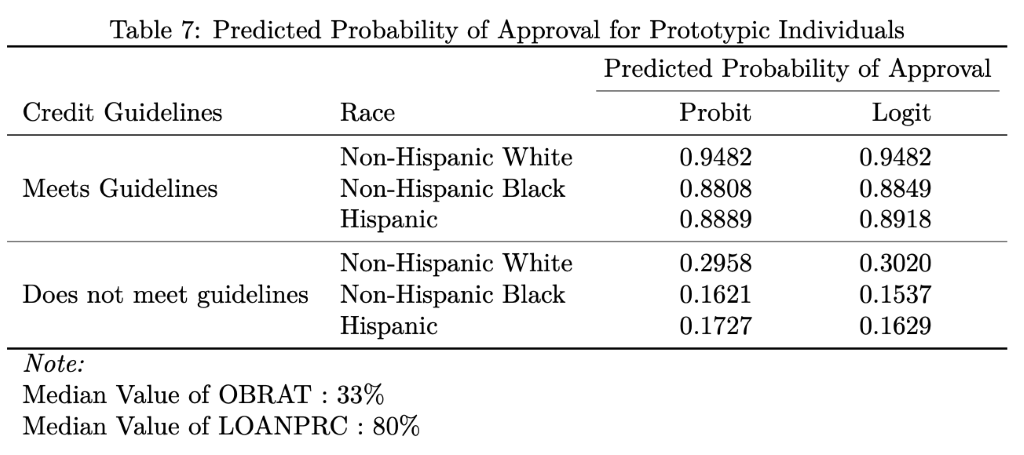 Table 7: Predicted Probability of Approval for Prototypic Individuals
Predicted Probability of Approval
Credit Guidelines Race Probit Logit
Non-Hispanic White 0.9482 0.9482
Meets Guidelines Non-Hispanic Black 0.8808 0.8849
Hispanic 0.8889 0.8918
Non-Hispanic White 0.2958 0.3020
Does not meet guidelines Non-Hispanic Black 0.1621 0.1537
Hispanic 0.1727 0.1629
Note:
Median Value of OBRAT : 33%
Median Value of LOANPRC : 80%